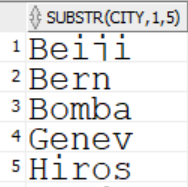 SUBSTR(CITY,1,5)
1 Beiji
2 Bern
3 Bomba
4 Genev
5 Hiros